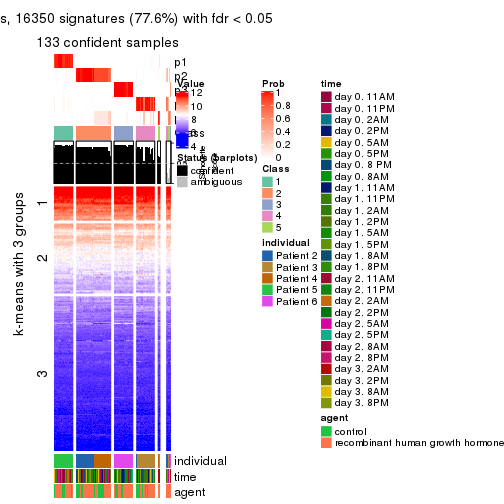 s, 16350 signatures (77.6%) with fdr < 0.05
133 confident samples
p1
p2
Value
12
10
8
6
4
Status (barplots)
confident
ambiguous
1
2
3
k-means with 3 groups
individual
time
agent
Prob
1
0.8
0.6
0.4
0.2
0
Class
1
2
3
4
5
individual
Patient 2
Patient 3
Patient 4
Patient 5
Patient 6
time
day 0. 11AM
day 0. 11PM
day 0. 2AM
day 0. 2PM
day 0. 5AM
day 0. 5PM
day 0. 8 PM
day 0. 8AM
day 1. 11AM
day 1. 11PM
day 1. 2AM
day 1. 2PM
day 1. 5AM
day 1. 5PM
day 1. 8AM
day 1. 8PM
day 2. 11AM
day 2. 11PM
day 2. 2AM
day 2. 2PM
day 2. 5AM
day 2. 5PM
day 2. 8AM
day 2. 8PM
day 3. 2AM
day 3. 2PM
day 3. 8AM
day 3. 8PM
agent
control
recombinant human growth hormone